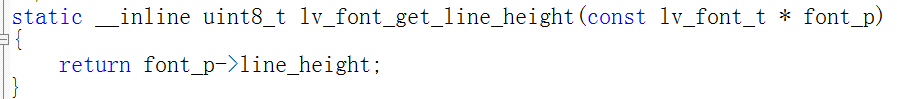 static __inline uint8_t lv_font_get_line_height(const lv_font_t * font_p)
{
    return font_p->line_height;
}